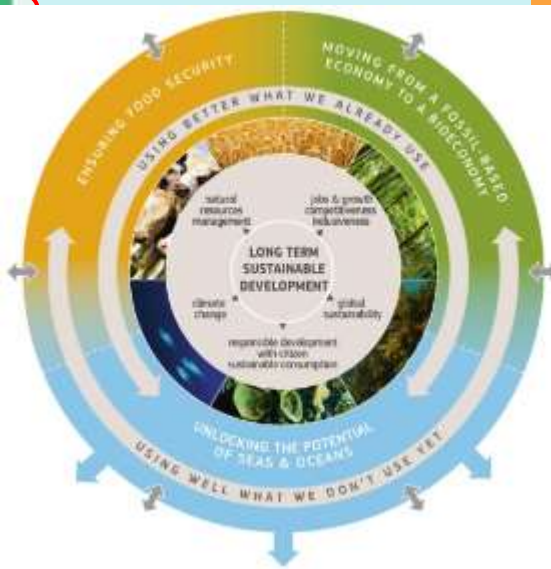 ENSURING FOOD SECURITY
MOVING FROM A FOSSIL-BASED
ECONOMY TO A BIOECONOMY
USING BETTER WHAT WE ALREADY USE
natural
resources
management
jobs & growth
competitiveness
inclusiveness
LONG TERM
SUSTAINABLE
DEVELOPMENT
climate
change
global
sustainability
responsible development
with citizen
sustainable consumption
UNLOCKING THE POTENTIAL
OF SEAS & OCEANS
USING WELL WHAT WE DON'T USE YET